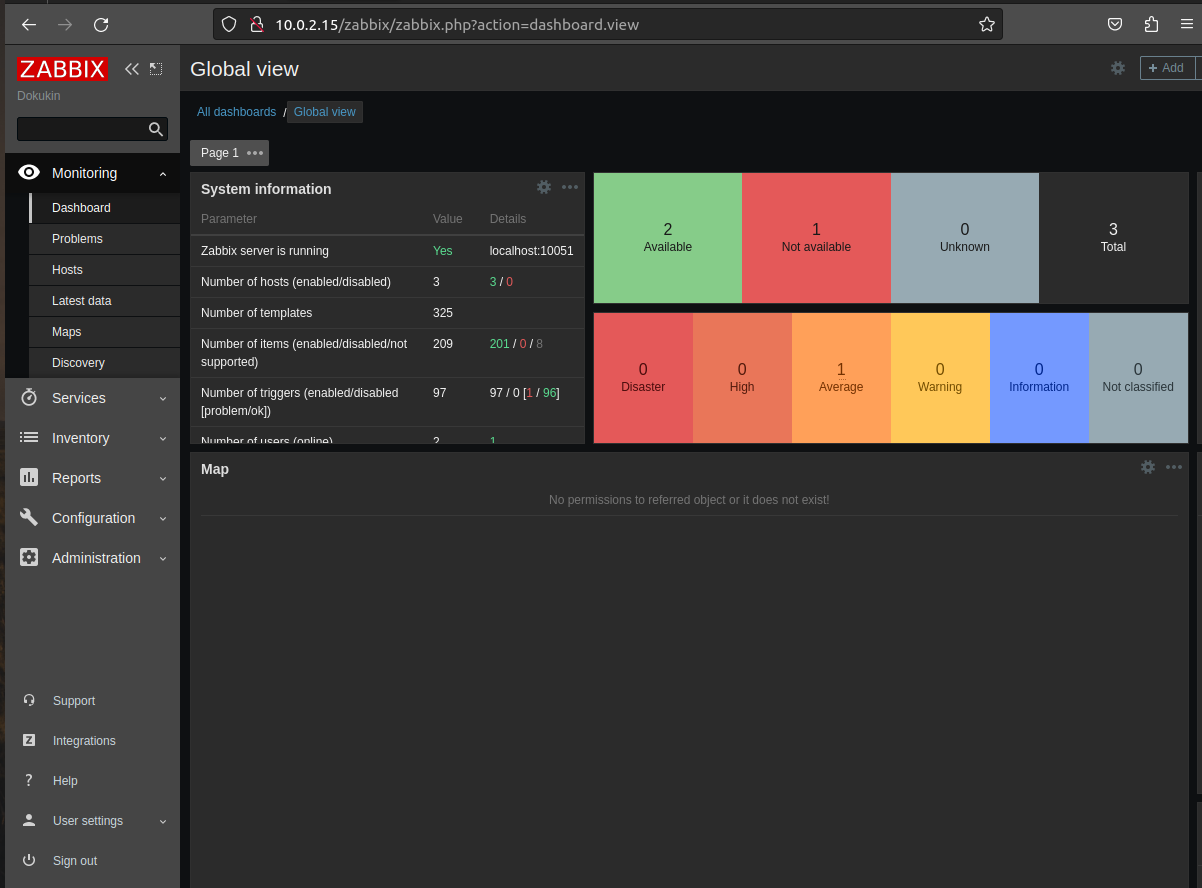 10.0.2.15/zabbix/zabbix.php?action=dashboard.view
ZABBIX
Dokukin
Monitoring
Dashboard
Problems
Hosts
Latest data
Maps
Discovery
Services
Inventory
Reports
Configuration
Administration
Support
Z Integrations
? Help
User settings
Sign out
Global view
+ Add
All dashboards / Global view
Page 1
System information
Parameter Value Details
Zabbix server is running Yes localhost:10051
Number of hosts (enabled/disabled) 3 3 / 0
Number of templates 325
Number of items (enabled/disabled/not
supported) 209 201 / 0 / 8
Number of triggers (enabled/disabled
[problem/ok]) 97 97 / 0 [1 / 96]
Number of users (online) 2 1
2 Available
1 Not available
0 Unknown
3 Total
0 Disaster
0 High
1 Average
0 Warning
0 Information
0 Not classified
Map
No permissions to referred object or it does not exist!